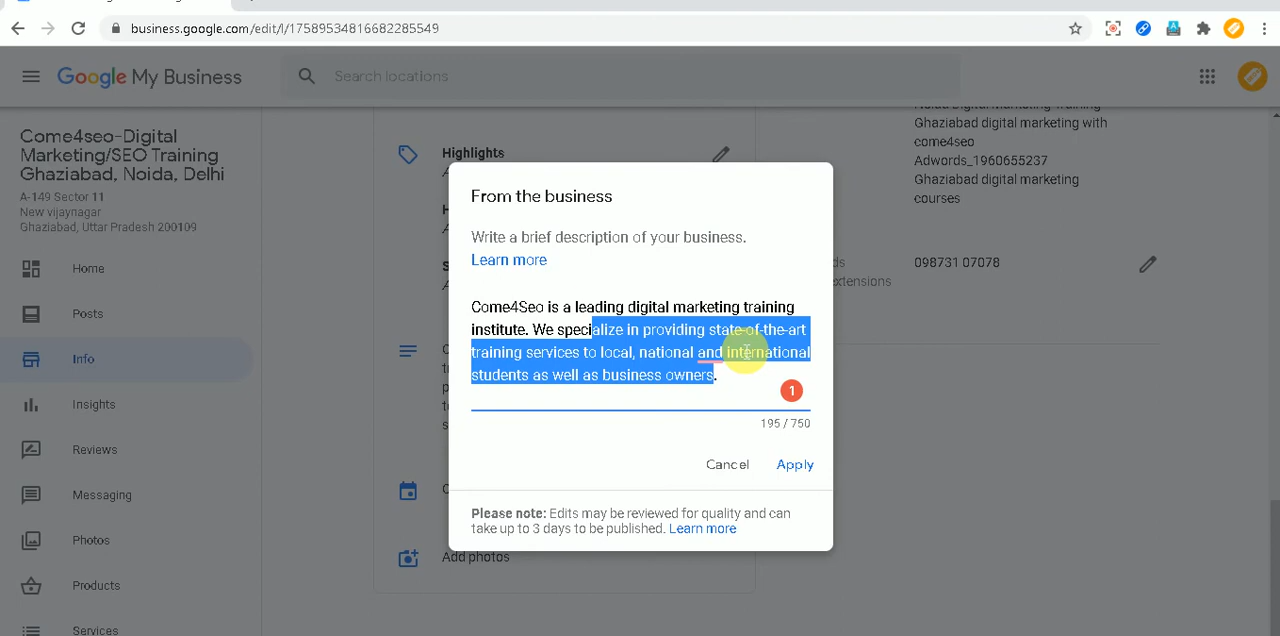 business.google.com/edit/l/17589534816682285549
Google My Business
Search locations
Come4seo-Digital
Marketing/SEO Training
Ghaziabad, Noida, Delhi
A-149 Sector 11
New vijaynagar
Ghaziabad, Uttar Pradesh 200109
Home
Posts
Info
Insights
Reviews
Messaging
Photos
Products
Services
Highlights
Add photos
From the business
Write a brief description of your business.
Learn more
Come4Seo is a leading digital marketing training
institute. We specialize in providing state-of-the-art
training services to local, national and international
students as well as business owners.
1
195 / 750
Cancel
Apply
Please note: Edits may be reviewed for quality and can
take up to 3 days to be published. Learn more
Noida Digital Marketing Training
Ghaziabad digital marketing with
come4seo
Adwords_1960655237
Ghaziabad digital marketing
courses
ds
extensions
098731 07078